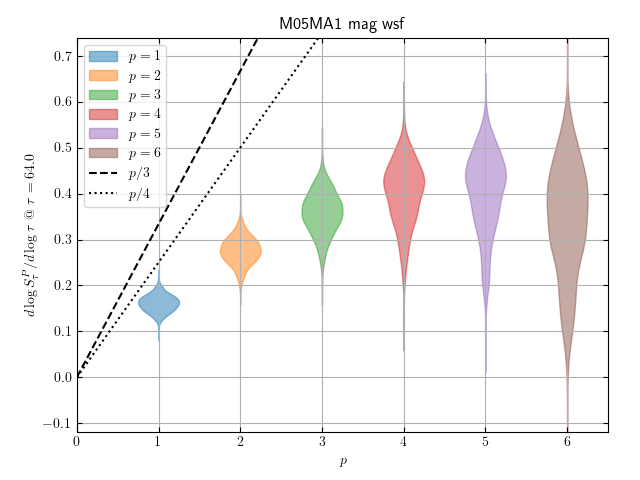 M05MA1 mag wsf
p = 1
p = 2
p = 3
p = 4
p = 5
p = 6
p/3
p/4
d log S_τ^P / d log τ @ τ = 64.0
0.7
0.6
0.5
0.4
0.3
0.2
0.1
0.0
−0.1
0 1 2 3 4 5 6
p